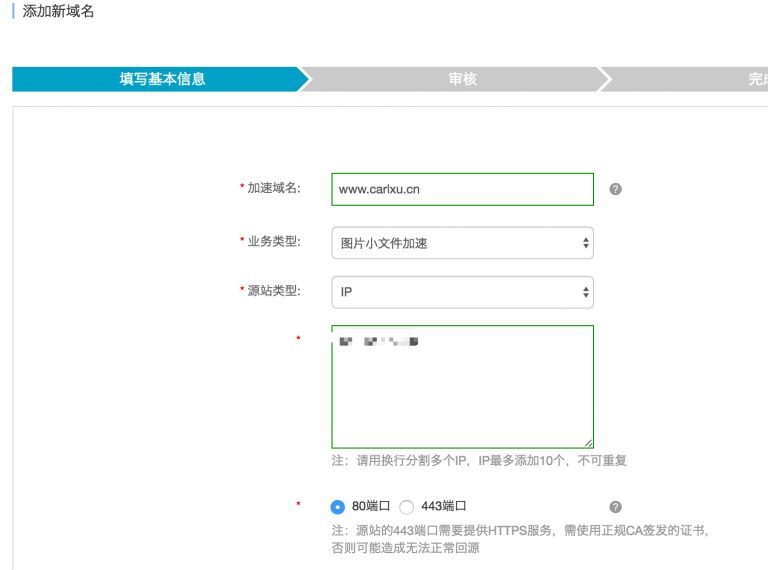 添加新域名
填写基本信息
审核
* 加速域名:
www.carlxu.cn
?
* 业务类型:
图片小文件加速
* 源站类型:
IP
*
注：请用换行分割多个IP，IP最多添加10个，不可重复
*
80端口
443端口
?
注：源站的443端口需要提供HTTPS服务，需使用正规CA签发的证书，
否则可能造成无法正常回源